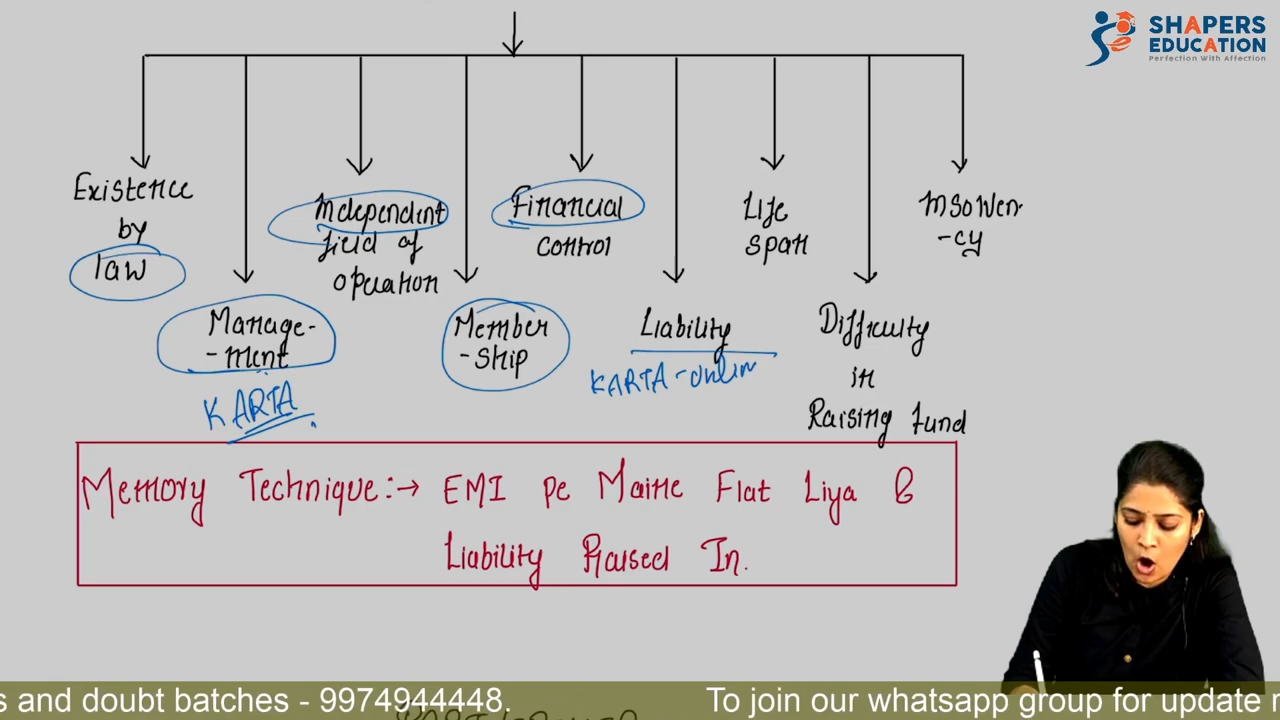 SHAPERS
EDUCATION
Perfection With Affection
Existence
by
law
Manage-
-ment
KARTA
Independent
field of
operation
Member
-ship
Financial
control
Liability
KARTA-
Life
span
Difficulty
in
Raising fund
-cy
Memory Technique:→ EMI pe Maine Flat Liya &
Liability Raised In.
s and doubt batches - 9974944448.
To join our whatsapp group for update r